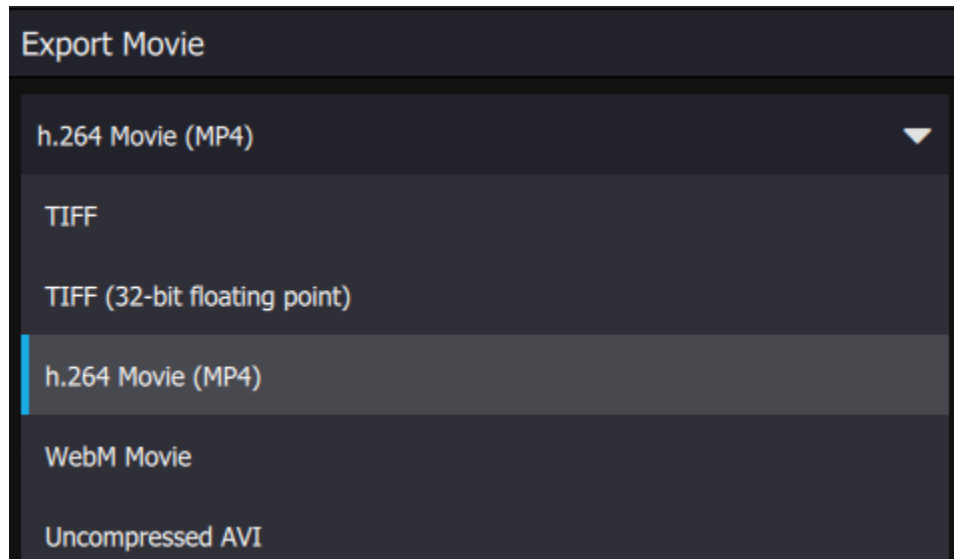 Export Movie
h.264 Movie (MP4)
TIFF
TIFF (32-bit floating point)
h.264 Movie (MP4)
WebM Movie
Uncompressed AVI